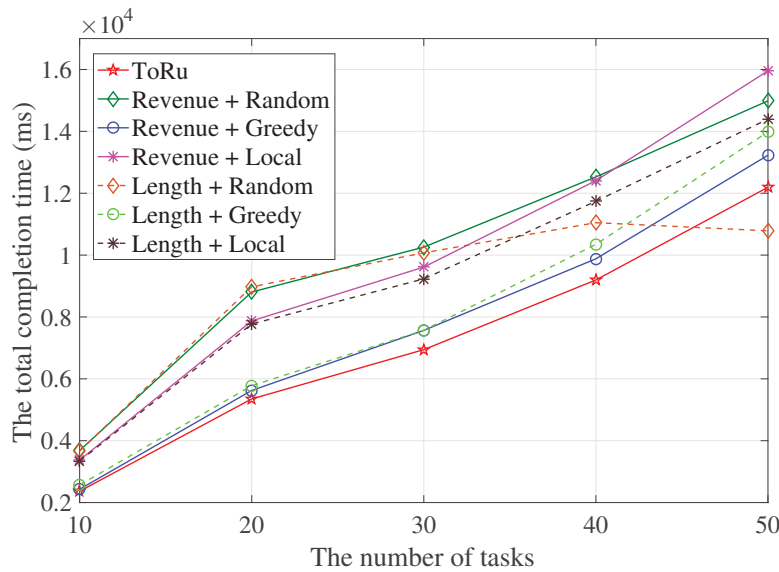 ×10⁴
1.6
1.4
1.2
1
0.8
0.6
0.4
0.2
The total completion time (ms)
ToRu
Revenue + Random
Revenue + Greedy
Revenue + Local
Length + Random
Length + Greedy
Length + Local
10 20 30 40 50
The number of tasks